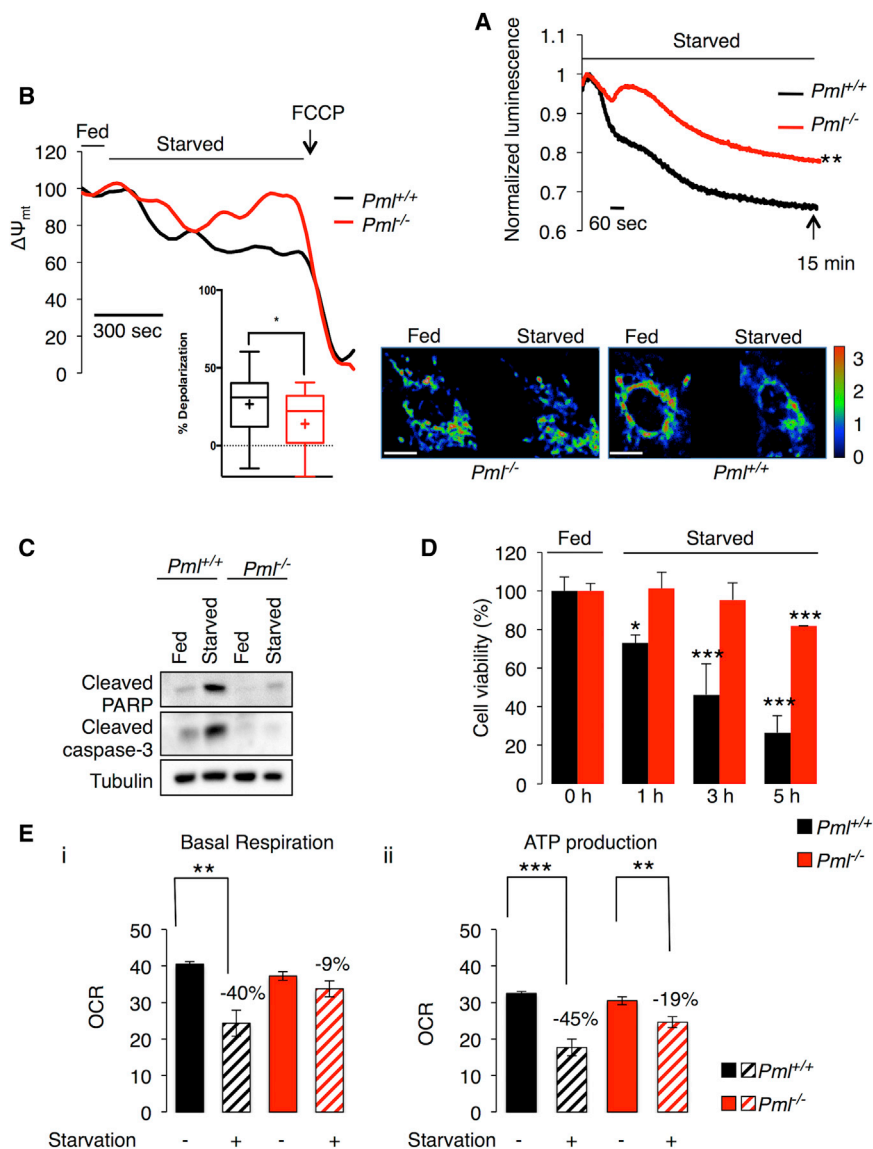 A
Normalized luminescence
1.1
1
0.9
0.8
0.7
0.6
Starved
Pml+/+
Pml-/-
**
60 sec
15 min
B
FCCP
Fed
Starved
ΔΨmt
120
100
80
60
40
20
0
Pml+/+
Pml-/-
300 sec
% Depolarization
100
50
0
*
+
+
Fed
Starved
Fed
Starved
Pml-/-
Pml+/+
3
2
1
0
C
Pml+/+
Pml-/-
Fed
Starved
Fed
Starved
Cleaved
PARP
Cleaved
caspase-3
Tubulin
D
Fed
Starved
Cell viability (%)
120
100
80
60
40
20
0
*
***
***
***
0 h
1 h
3 h
5 h
Pml+/+
Pml-/-
E
i
Basal Respiration
**
OCR
50
40
30
20
10
0
-40%
-9%
Starvation - + - +
ii
ATP production
***
**
OCR
50
40
30
20
10
0
-45%
-19%
Starvation - + - +
Pml+/+
Pml-/-